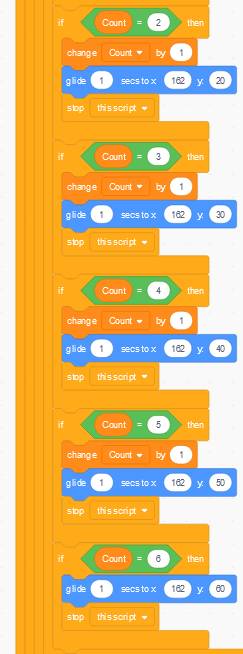 if Count = 2 then
change Count by 1
glide 1 secs to x 162 y: 20
stop this script
if Count = 3 then
change Count by 1
glide 1 secs to x 162 y: 30
stop this script
if Count = 4 then
change Count by 1
glide 1 secs to x 162 y: 40
stop this script
if Count = 5 then
change Count by 1
glide 1 secs to x 162 y: 50
stop this script
if Count = 6 then
glide 1 secs to x 162 y: 60
stop this script